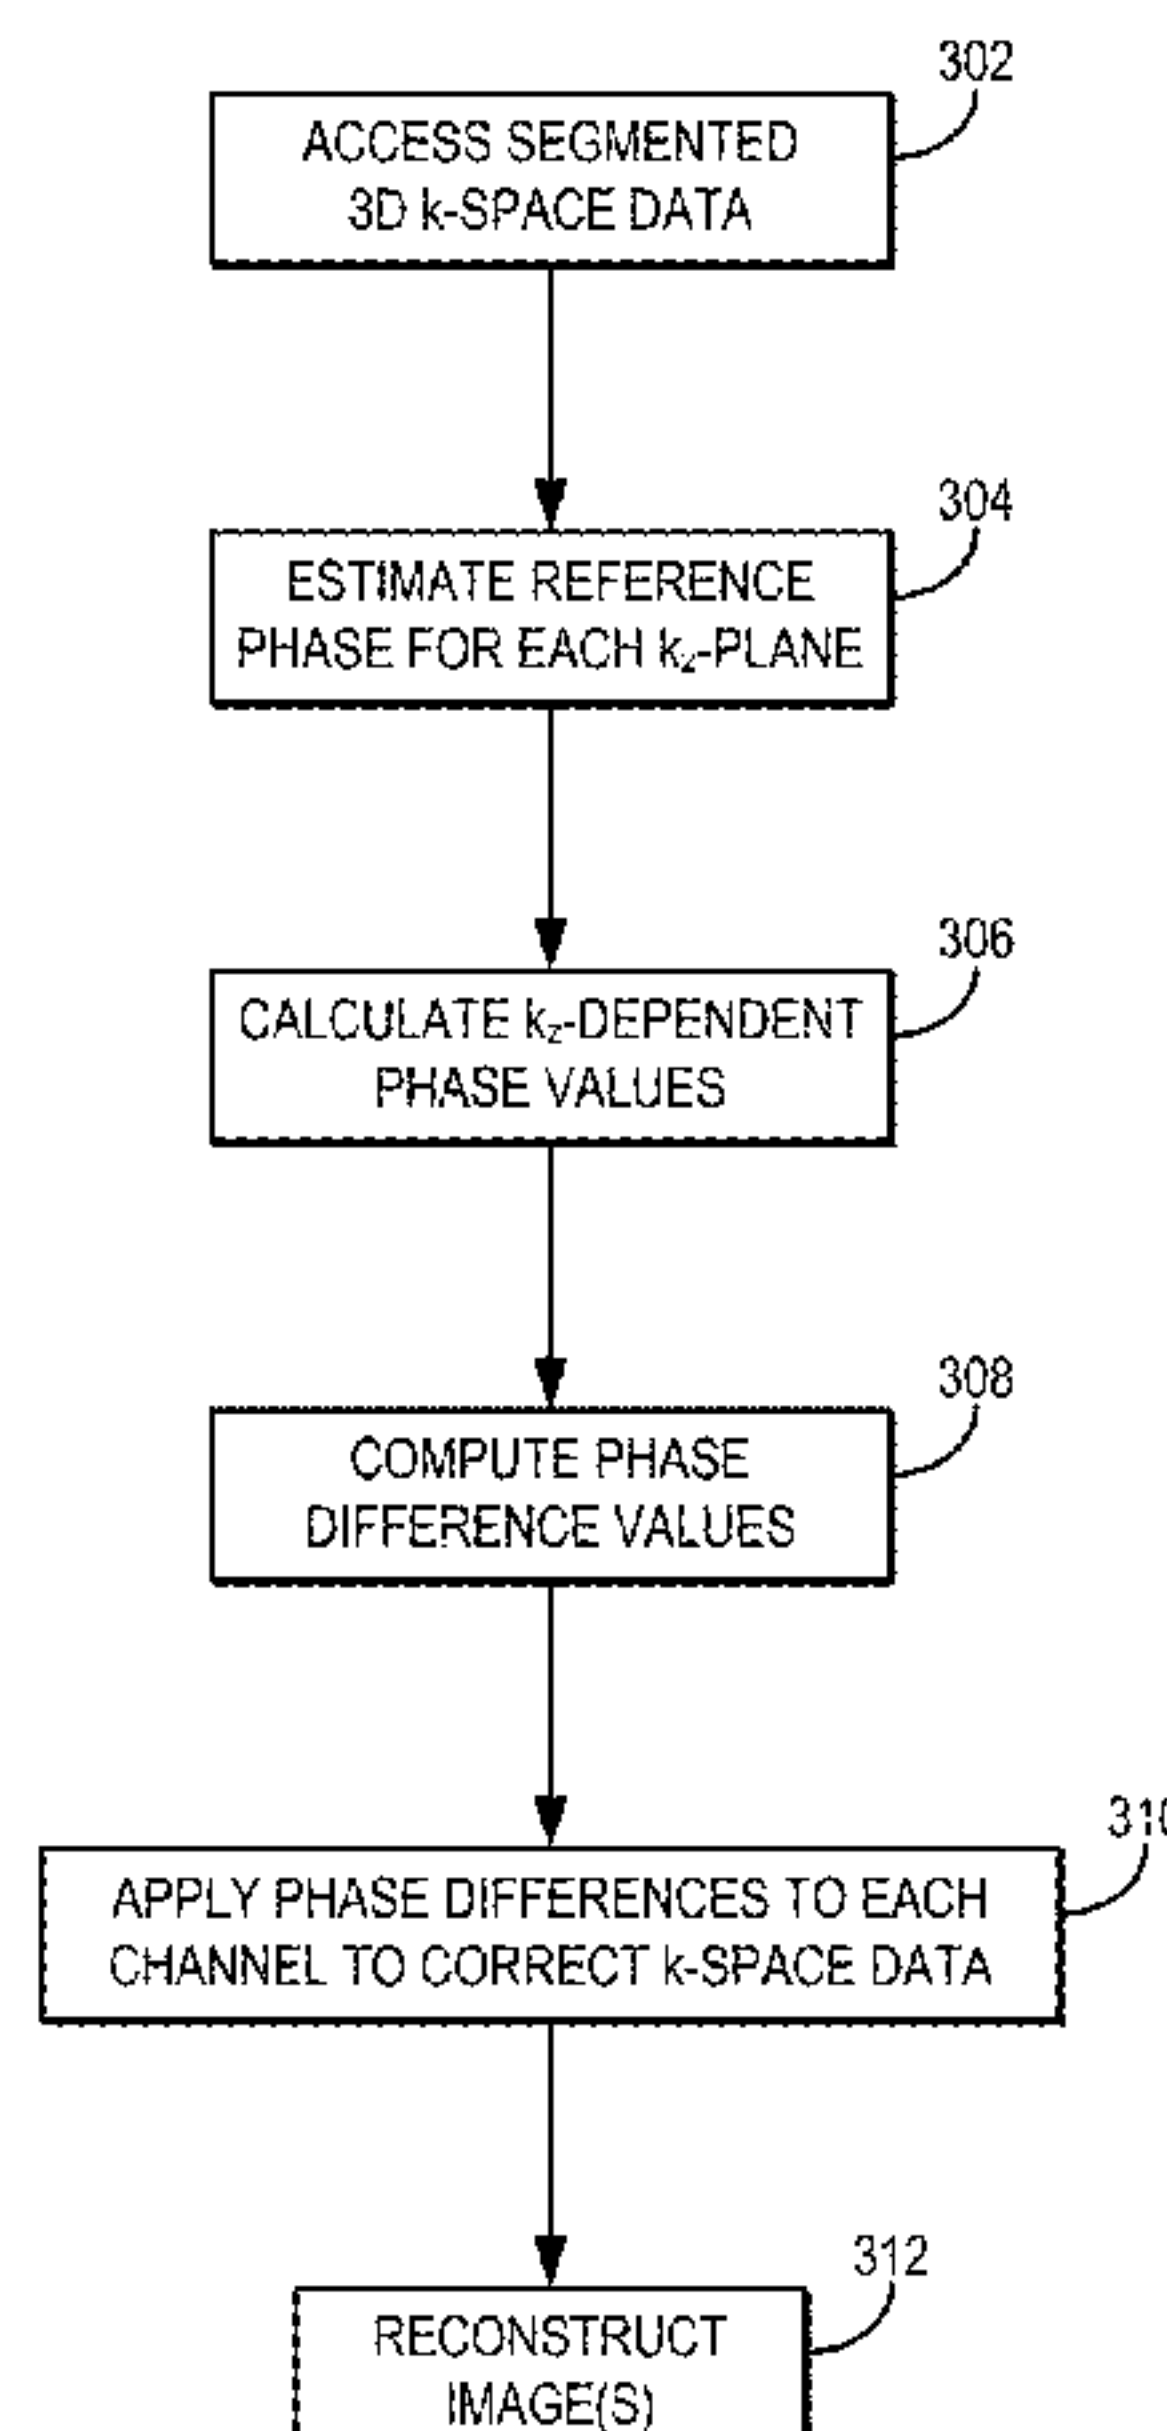 302
ACCESS SEGMENTED
3D k-SPACE DATA
304
ESTIMATE REFERENCE
PHASE FOR EACH kz-PLANE
306
CALCULATE kz-DEPENDENT
PHASE VALUES
308
COMPUTE PHASE
DIFFERENCE VALUES
310
APPLY PHASE DIFFERENCES TO EACH
CHANNEL TO CORRECT k-SPACE DATA
312
RECONSTRUCT
IMAGE(S)